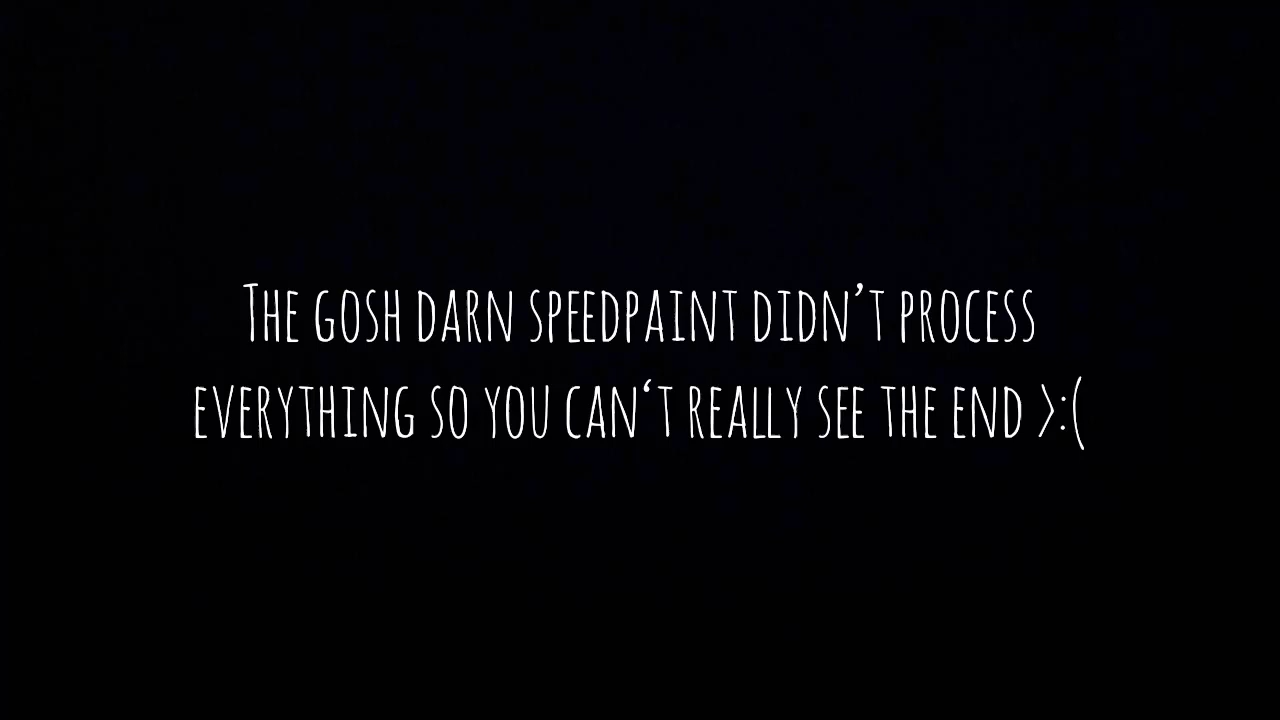 The gosh darn speedpaint didn’t process
everything so you can‘t really see the end >:(